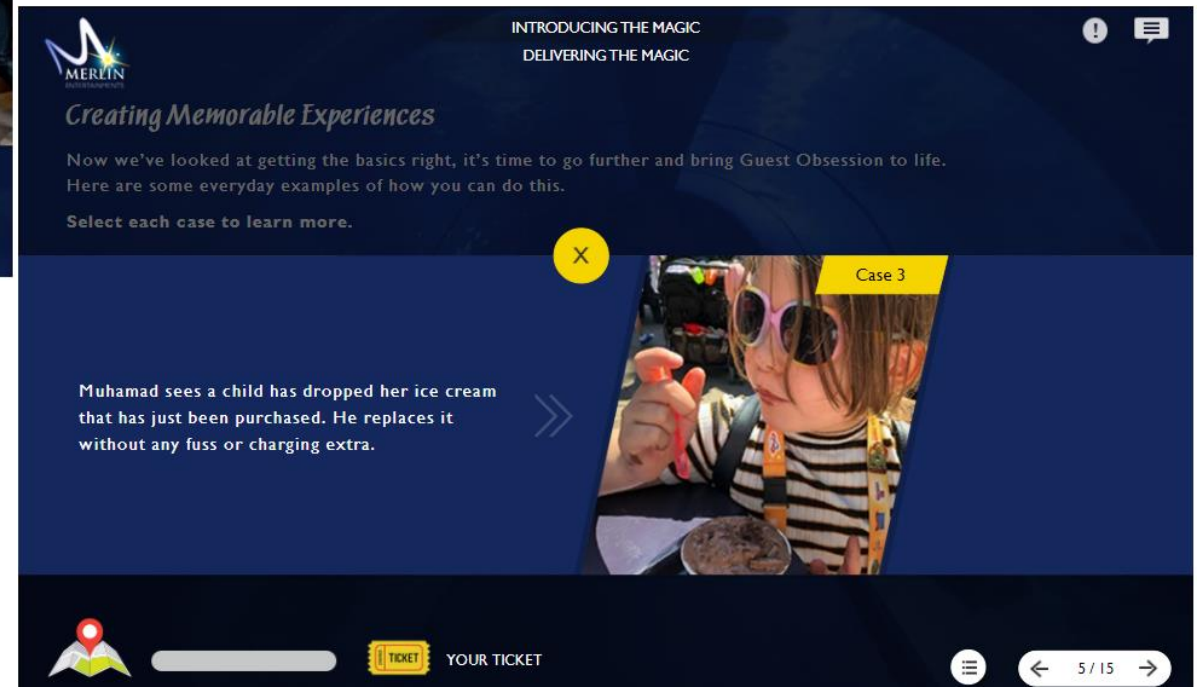 INTRODUCING THE MAGIC
DELIVERING THE MAGIC
MERLIN
ENTERTAINMENTS
Creating Memorable Experiences
Now we've looked at getting the basics right, it's time to go further and bring Guest Obsession to life.
Here are some everyday examples of how you can do this.
Select each case to learn more.
X
Case 3
Muhamad sees a child has dropped her ice cream
that has just been purchased. He replaces it
without any fuss or charging extra.
TICKET
YOUR TICKET
5 / 15